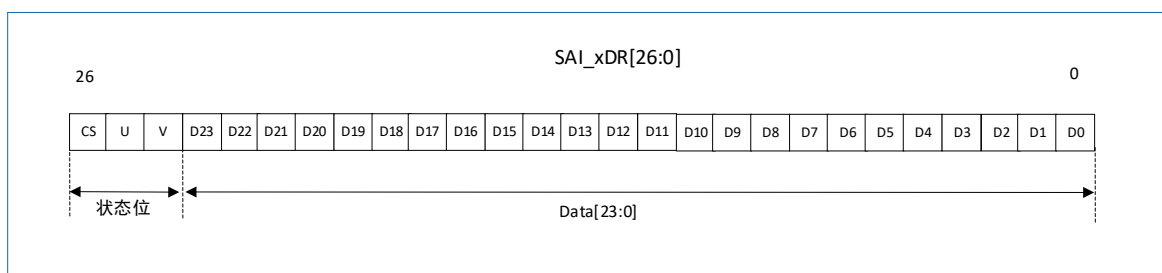 SAI_xDR[26:0]
26 0
CS U V D23 D22 D21 D20 D19 D18 D17 D16 D15 D14 D13 D12 D11 D10 D9 D8 D7 D6 D5 D4 D3 D2 D1 D0
状态位 Data[23:0]